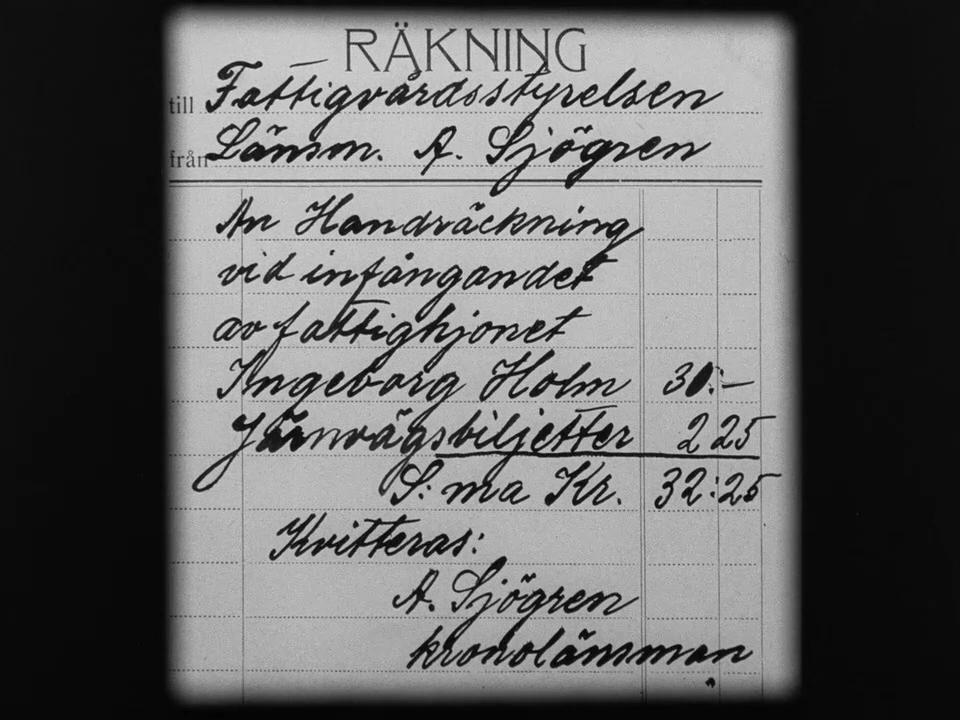 RÄKNING
till Fattigvårdsstyrelsen
från Länsm. A. Sjögren
An Handräckning
vid infångandet
av fattighjonet
Ingeborg Holm 30:—
Järnvägsbiljetter 2 25
S:ma Kr. 32:25
Kvitteras:
A. Sjögren
kronolänsman